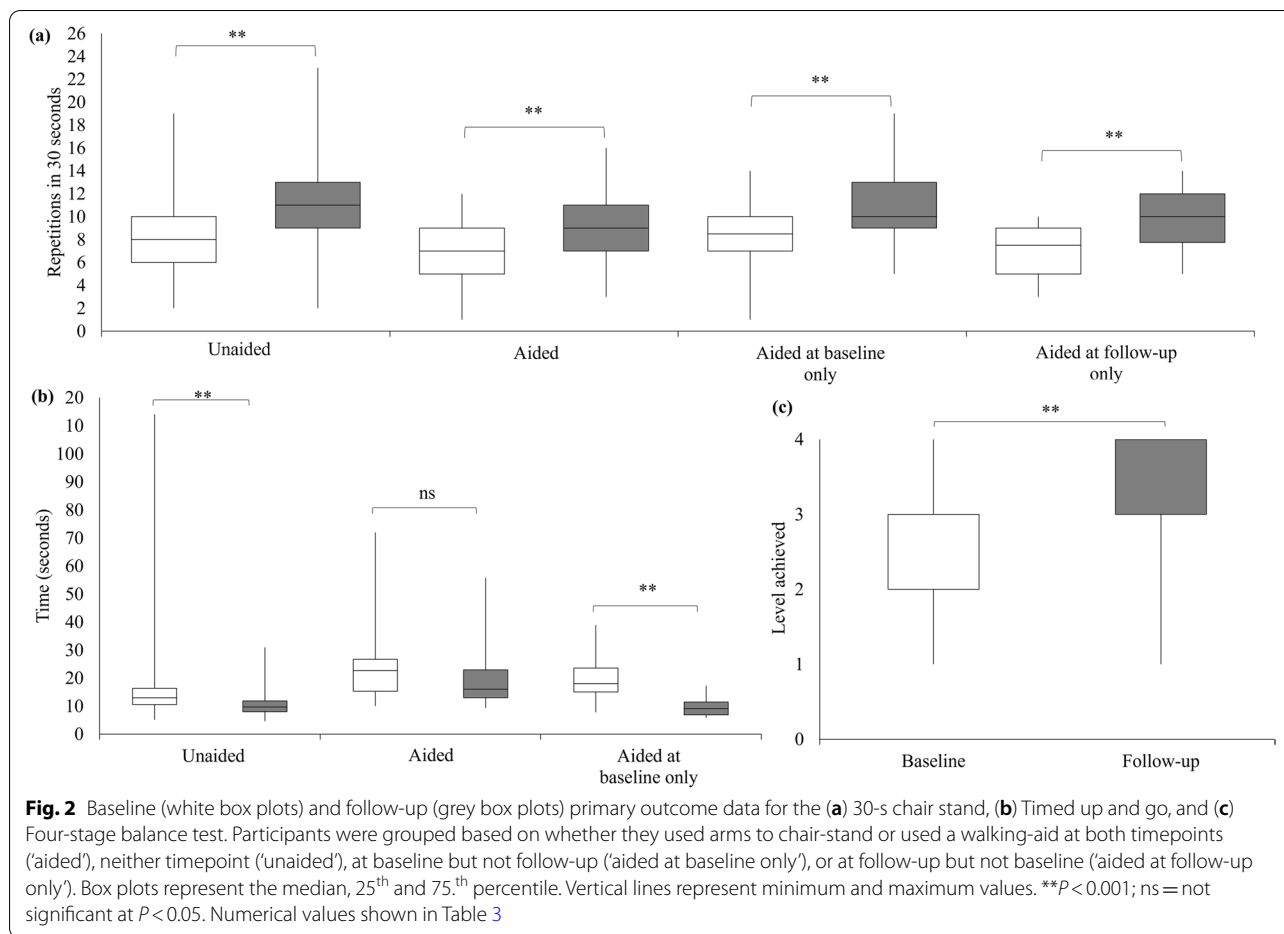 (a)
26
24
22
20
18
16
14
12
10
8
6
4
2
0
Repetitions in 30 seconds
**
**
**
**
Unaided
Aided
Aided at baseline
only
Aided at follow-up
only
(b)
20
10
100
90
80
70
60
50
40
30
20
10
0
Time (seconds)
**
ns
**
Unaided
Aided
Aided at
baseline only
(c)
4
3
2
1
0
Level achieved
**
Baseline
Follow-up
Fig. 2 Baseline (white box plots) and follow-up (grey box plots) primary outcome data for the (a) 30-s chair stand, (b) Timed up and go, and (c)
Four-stage balance test. Participants were grouped based on whether they used arms to chair-stand or used a walking-aid at both timepoints
(‘aided’), neither timepoint (‘unaided’), at baseline but not follow-up (‘aided at baseline only’), or at follow-up but not baseline (‘aided at follow-up
only’). Box plots represent the median, 25th and 75.th percentile. Vertical lines represent minimum and maximum values. **P < 0.001; ns = not
significant at P < 0.05. Numerical values shown in Table 3